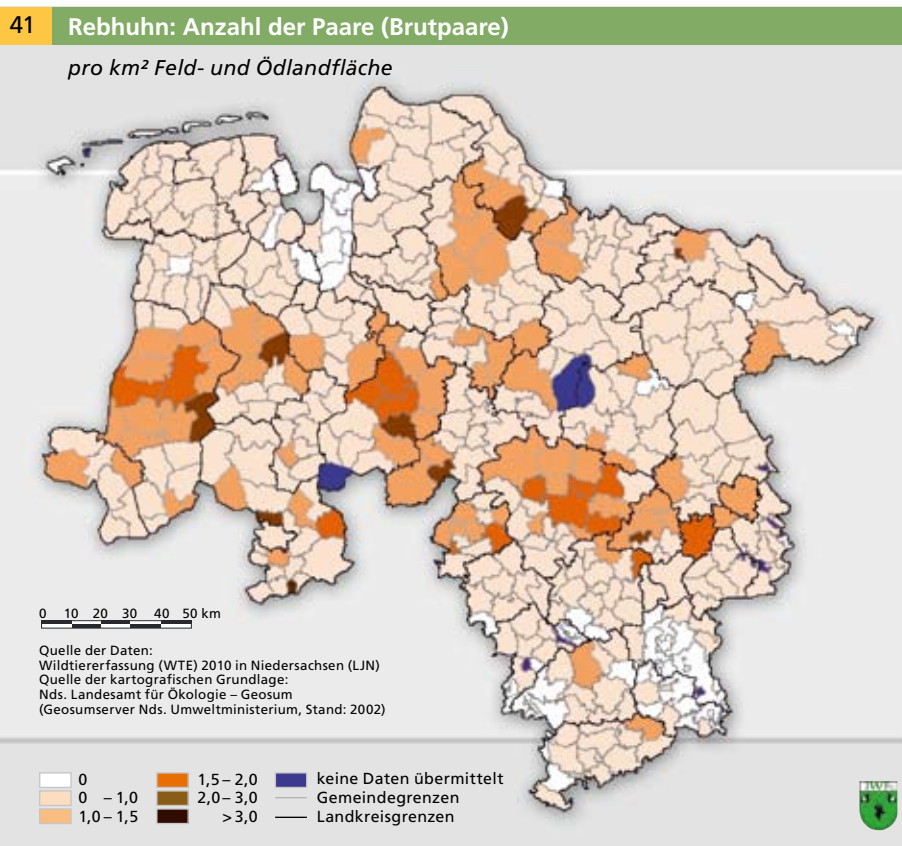 41 Rebhuhn: Anzahl der Paare (Brutpaare)
pro km² Feld- und Ödlandfläche
0 10 20 30 40 50 km
Quelle der Daten:
Wildtiererfassung (WTE) 2010 in Niedersachsen (LJN)
Quelle der kartografischen Grundlage:
Nds. Landesamt für Ökologie – Geosum
(Geosumserver Nds. Umweltministerium, Stand: 2002)
0 1,5 – 2,0 keine Daten übermittelt
0 – 1,0 2,0 – 3,0 Gemeindegrenzen
1,0 – 1,5 > 3,0 Landkreisgrenzen